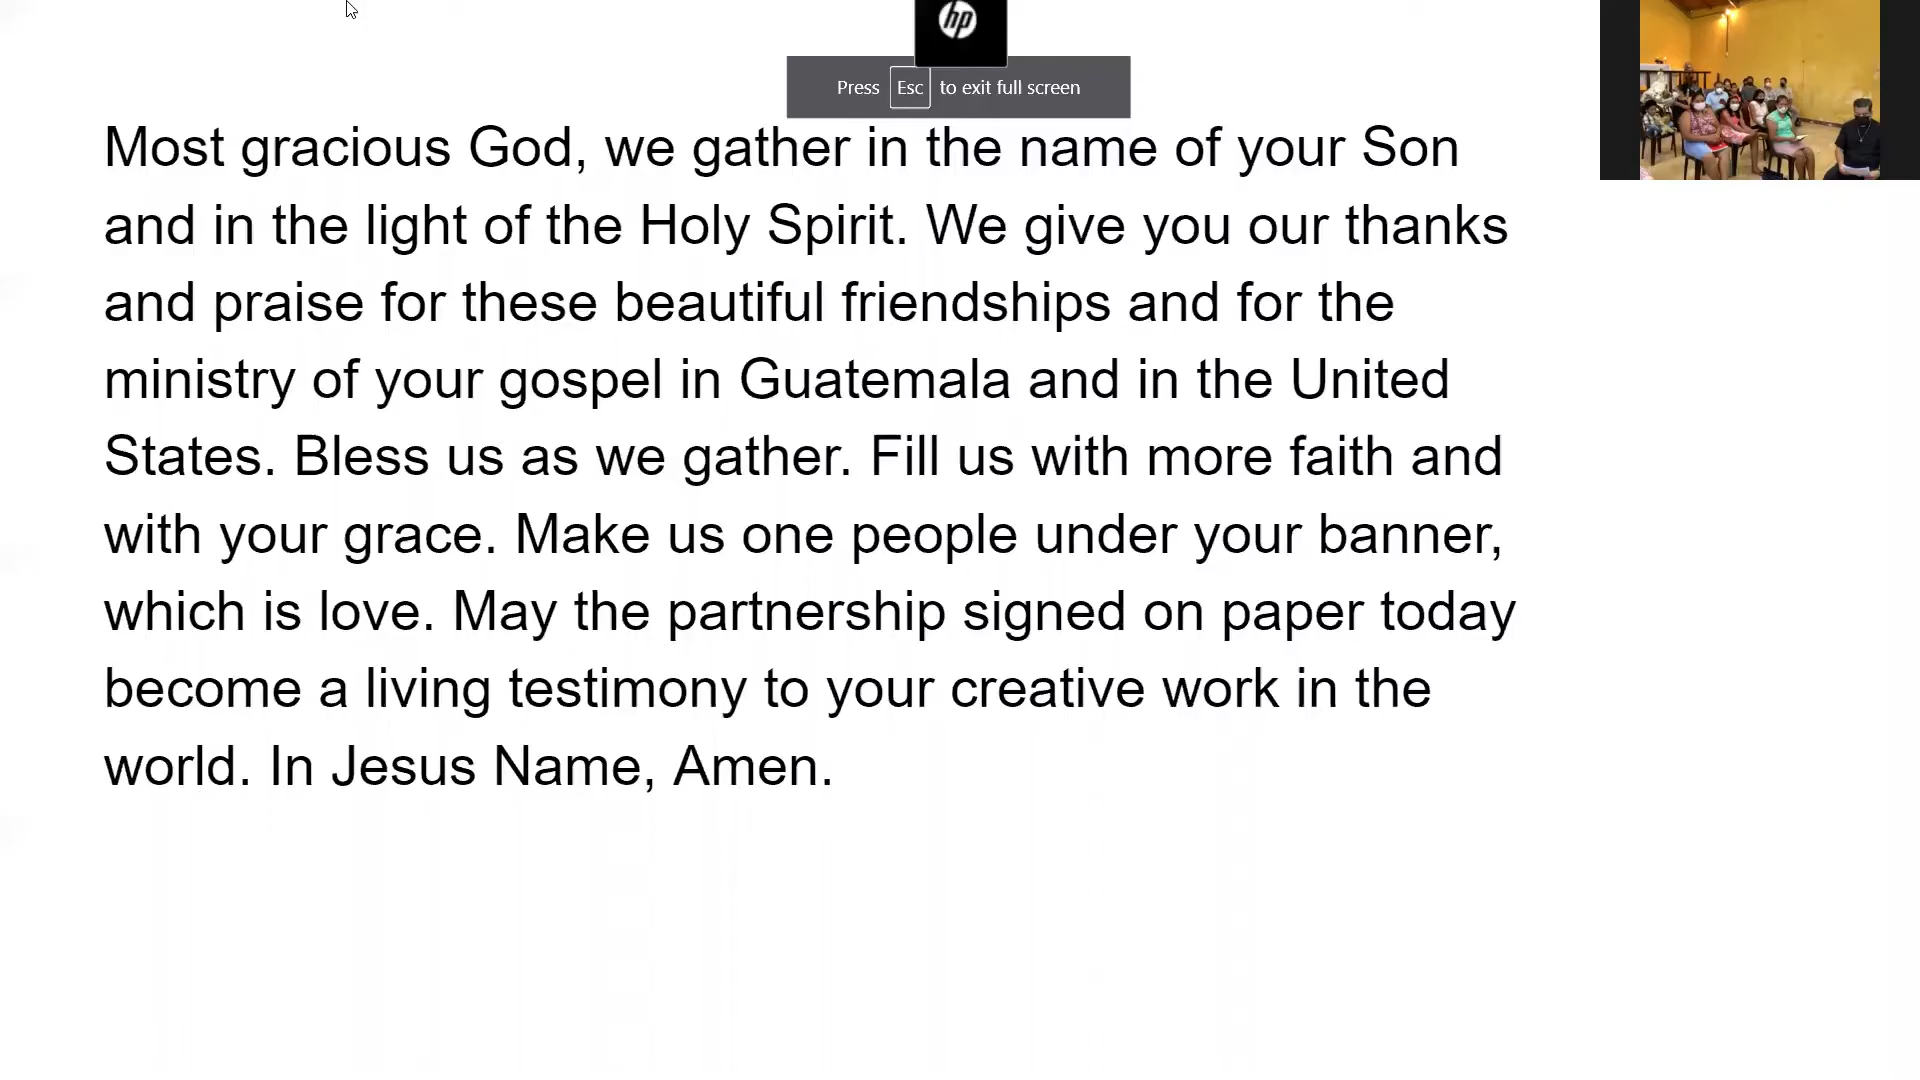 hp
Press Esc to exit full screen
Most gracious God, we gather in the name of your Son
and in the light of the Holy Spirit. We give you our thanks
and praise for these beautiful friendships and for the
ministry of your gospel in Guatemala and in the United
States. Bless us as we gather. Fill us with more faith and
with your grace. Make us one people under your banner,
which is love. May the partnership signed on paper today
become a living testimony to your creative work in the
world. In Jesus Name, Amen.